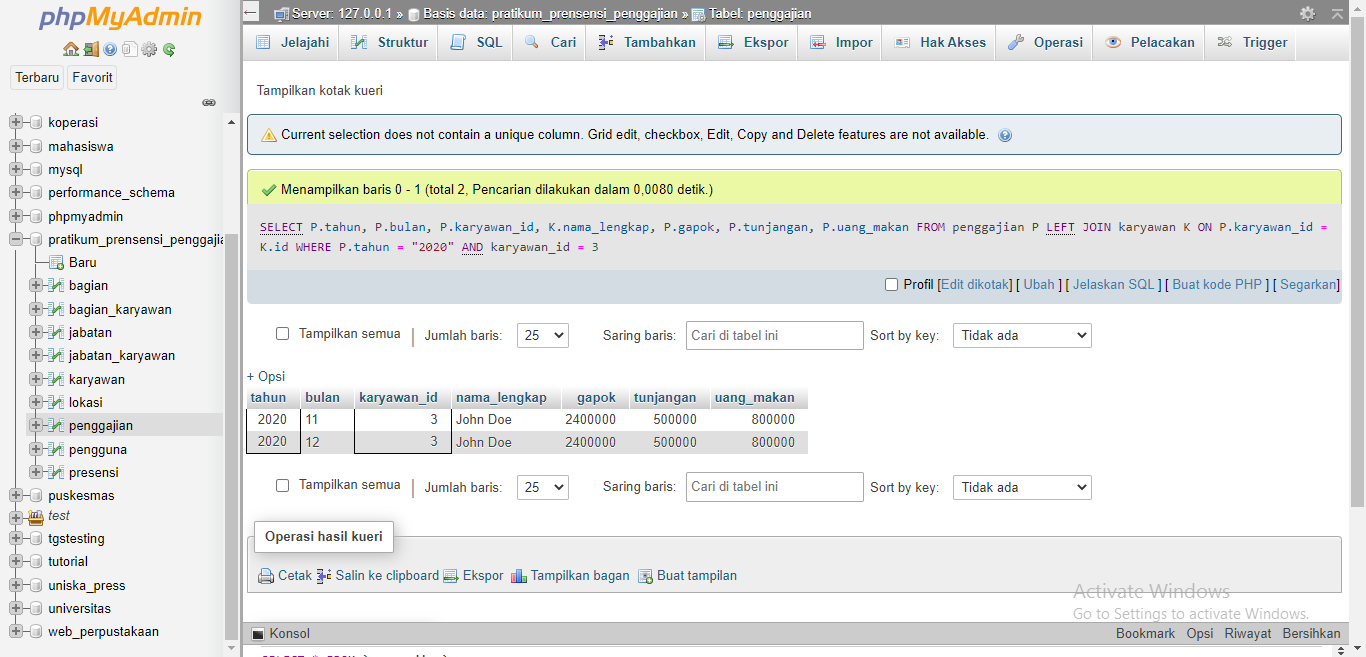 phpMyAdmin
Terbaru Favorit
koperasi
mahasiswa
mysql
performance_schema
phpmyadmin
pratikum_prensensi_penggajia
Baru
bagian
bagian_karyawan
jabatan
jabatan_karyawan
karyawan
lokasi
penggajian
pengguna
presensi
puskesmas
test
tgstesting
tutorial
uniska_press
universitas
web_perpustakaan
Server: 127.0.0.1 » Basis data: pratikum_prensensi_penggajian » Tabel: penggajian
Jelajahi Struktur SQL Cari Tambahkan Ekspor Impor Hak Akses Operasi Pelacakan Trigger
Tampilkan kotak kueri
Current selection does not contain a unique column. Grid edit, checkbox, Edit, Copy and Delete features are not available.
Menampilkan baris 0 - 1 (total 2, Pencarian dilakukan dalam 0,0080 detik.)
SELECT P.tahun, P.bulan, P.karyawan_id, K.nama_lengkap, P.gapok, P.tunjangan, P.uang_makan FROM penggajian P LEFT JOIN karyawan K ON P.karyawan_id =
K.id WHERE P.tahun = "2020" AND karyawan_id = 3
Profil [Edit dikotak] [ Ubah ] [ Jelaskan SQL ] [ Buat kode PHP ] [ Segarkan]
Tampilkan semua | Jumlah baris: 25 Saring baris: Cari di tabel ini Sort by key: Tidak ada
+ Opsi
tahun bulan karyawan_id nama_lengkap gapok tunjangan uang_makan
2020 11 3 John Doe 2400000 500000 800000
2020 12 3 John Doe 2400000 500000 800000
Tampilkan semua | Jumlah baris: 25 Saring baris: Cari di tabel ini Sort by key: Tidak ada
Operasi hasil kueri
Cetak Salin ke clipboard Ekspor Tampilkan bagan Buat tampilan
Activate Windows
Go to Settings to activate Windows.
Konsol Bookmark Opsi Riwayat Bersihkan